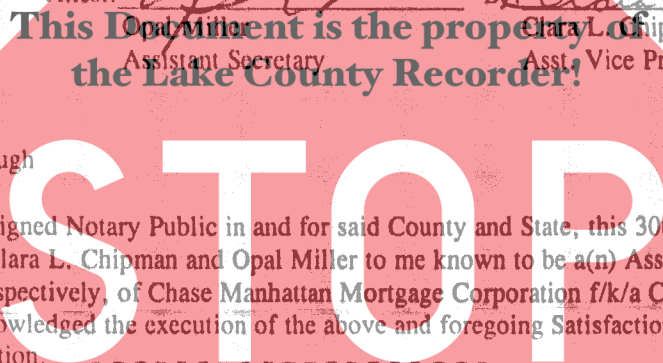 This Document is the property of
Opal Miller Clara L. Chip
the Lake County Recorder!
Assistant Secretary Asst. Vice Pr
ugh
STOP
igned Notary Public in and for said County and State, this 30
lara L. Chipman and Opal Miller to me known to be a(n) Ass
spectively, of Chase Manhattan Mortgage Corporation f/k/a C
owledged the execution of the above and foregoing Satisfactio
tion